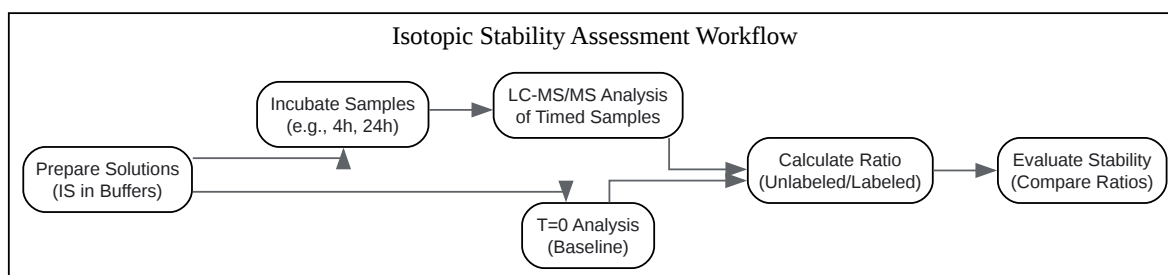 Isotopic Stability Assessment Workflow
Incubate Samples
(e.g., 4h, 24h)
LC-MS/MS Analysis
of Timed Samples
Prepare Solutions
(IS in Buffers)
Calculate Ratio
(Unlabeled/Labeled)
Evaluate Stability
(Compare Ratios)
T=0 Analysis
(Baseline)